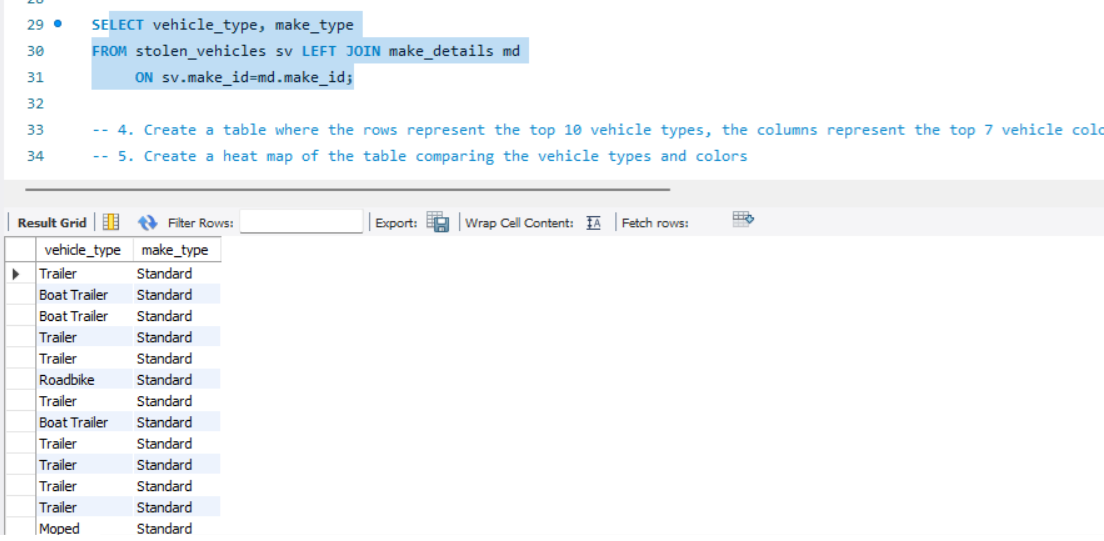 29 SELECT vehicle_type, make_type
30 FROM stolen_vehicles sv LEFT JOIN make_details md
31 ON sv.make_id=md.make_id;
32
33 -- 4. Create a table where the rows represent the top 10 vehicle types, the columns represent the top 7 vehicle colo
34 -- 5. Create a heat map of the table comparing the vehicle types and colors
Result Grid Filter Rows: Export: Wrap Cell Content: IA Fetch rows:
vehicle_type make_type
Trailer Standard
Boat Trailer Standard
Boat Trailer Standard
Trailer Standard
Trailer Standard
Roadbike Standard
Trailer Standard
Boat Trailer Standard
Trailer Standard
Trailer Standard
Trailer Standard
Trailer Standard
Moped Standard